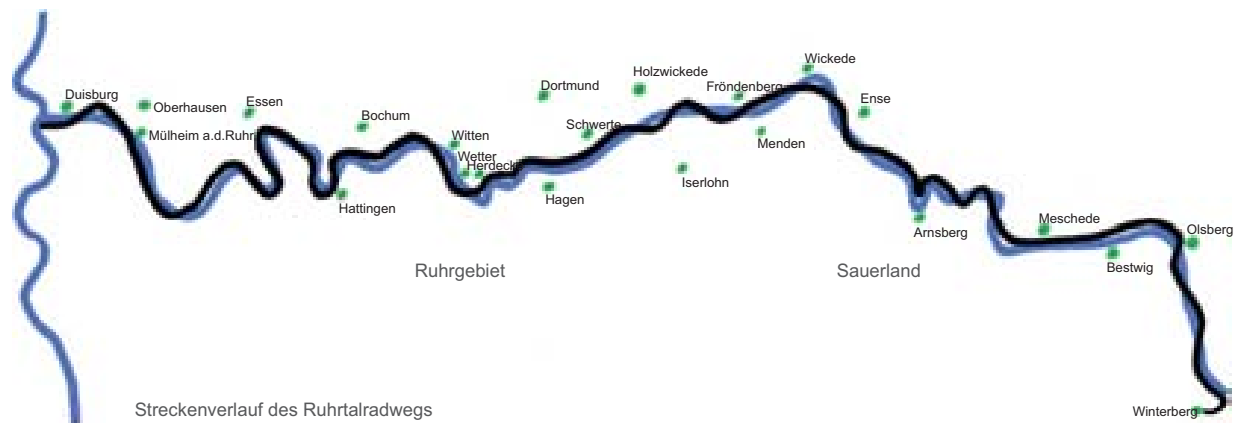 Duisburg
Oberhausen
Mülheim a.d.Ruhr
Essen
Bochum
Hattingen
Witten
Wetter
Herdeck
Dortmund
Hagen
Schwerte
Holzwickede
Iserlohn
Fröndenberg
Menden
Wickede
Ense
Arnsberg
Meschede
Bestwig
Olsberg
Winterberg
Ruhrgebiet
Sauerland
Streckenverlauf des Ruhrtalradwegs